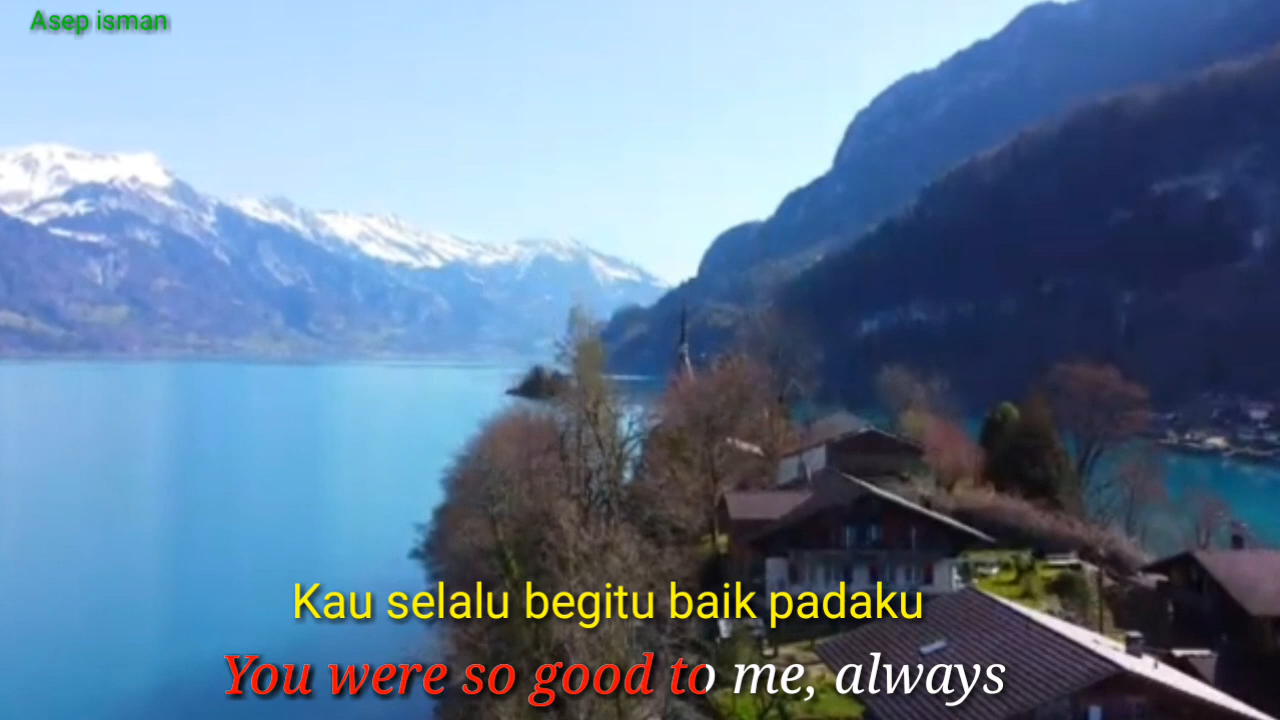 Asep isman
Kau selalu begitu baik padaku
You were so good to me, always